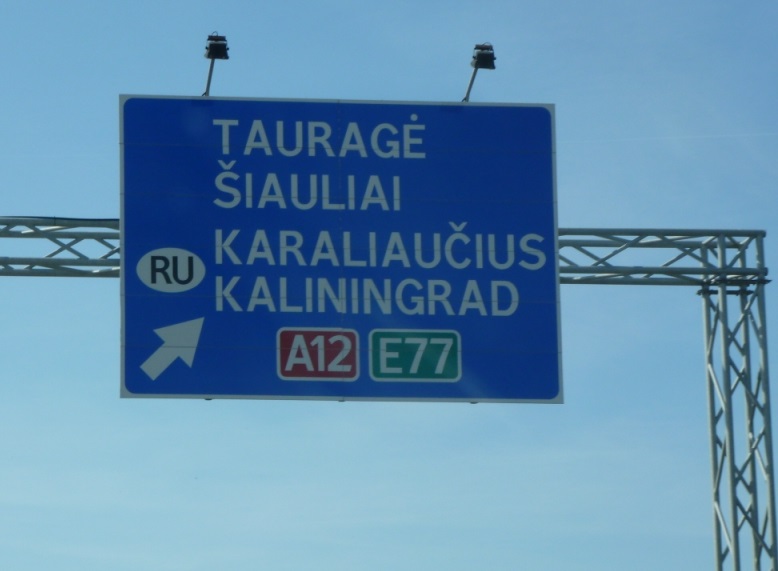 TAURAGĖ
ŠIAULIAI
KARALIAUČIUS
RU
KALININGRAD
A12 E77